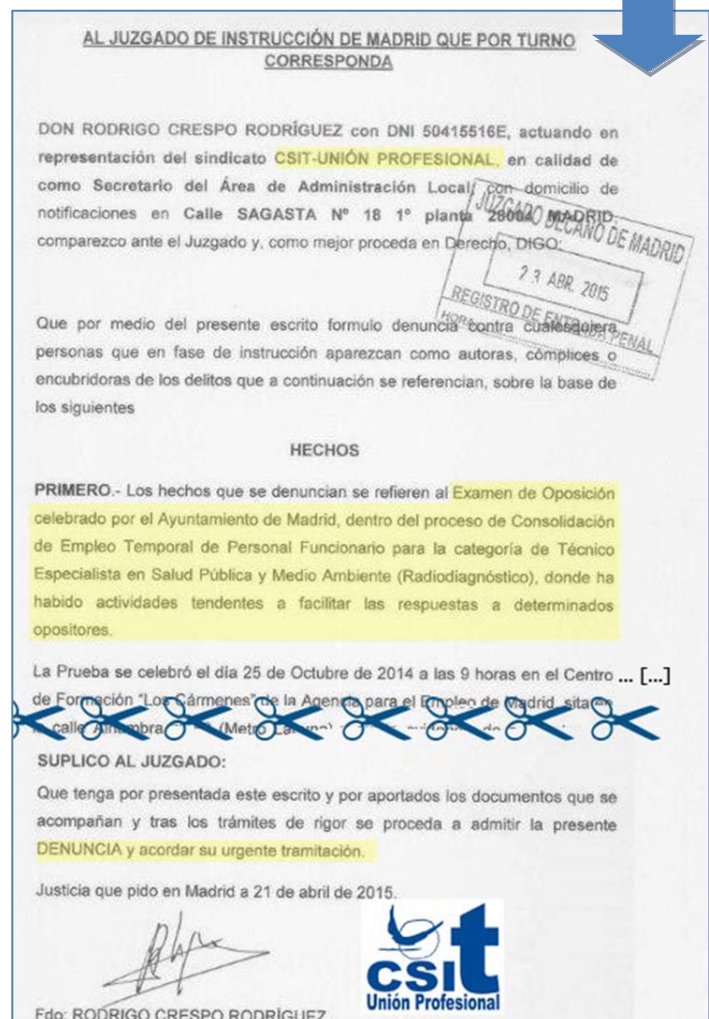 AL JUZGADO DE INSTRUCCIÓN DE MADRID QUE POR TURNO
CORRESPONDA
DON RODRIGO CRESPO RODRÍGUEZ con DNI 50415516E, actuando en
representación del sindicato CSIT-UNIÓN PROFESIONAL, en calidad de
como Secretario del Área de Administración Local, con domicilio de
notificaciones en Calle SAGASTA Nº 18 1º planta 28004 MADRID,
comparezco ante el Juzgado y, como mejor proceda en Derecho, DIGO:
JUZGADO DECANO DE MADRID
23 ABR. 2015
REGISTRO DE ENTRADA PENAL
HORA
Que por medio del presente escrito formulo denuncia contra cualesquiera
personas que en fase de instrucción aparezcan como autoras, cómplices o
encubridoras de los delitos que a continuación se referencian, sobre la base de
los siguientes
HECHOS
PRIMERO.- Los hechos que se denuncian se refieren al Examen de Oposición
celebrado por el Ayuntamiento de Madrid, dentro del proceso de Consolidación
de Empleo Temporal de Personal Funcionario para la categoría de Técnico
Especialista en Salud Pública y Medio Ambiente (Radiodiagnóstico), donde ha
habido actividades tendentes a facilitar las respuestas a determinados
opositores.
La Prueba se celebró el día 25 de Octubre de 2014 a las 9 horas en el Centro ... [...]
de Formación "Los Cármenes" de la Agencia para el Empleo de Madrid, sita en
calle Alhambra (Metro
SUPLICO AL JUZGADO:
Que tenga por presentada este escrito y por aportados los documentos que se
acompañan y tras los trámites de rigor se proceda a admitir la presente
DENUNCIA y acordar su urgente tramitación.
Justicia que pido en Madrid a 21 de abril de 2015.
csit
Unión Profesional
Fdo: RODRIGO CRESPO RODRÍGUEZ